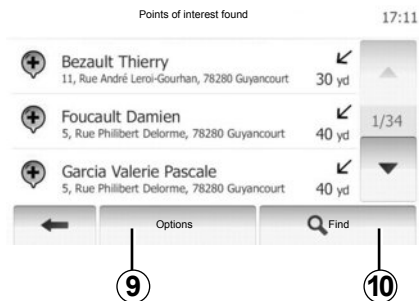 Points of interest found 17:11
Bezault Thierry
11, Rue André Leroi-Gourhan, 78280 Guyancourt 30 yd
Foucault Damien
5, Rue Philibert Delorme, 78280 Guyancourt 40 yd
1/34
Garcia Valerie Pascale
5, Rue Philibert Delorme, 78280 Guyancourt 40 yd
Options Find
9 10